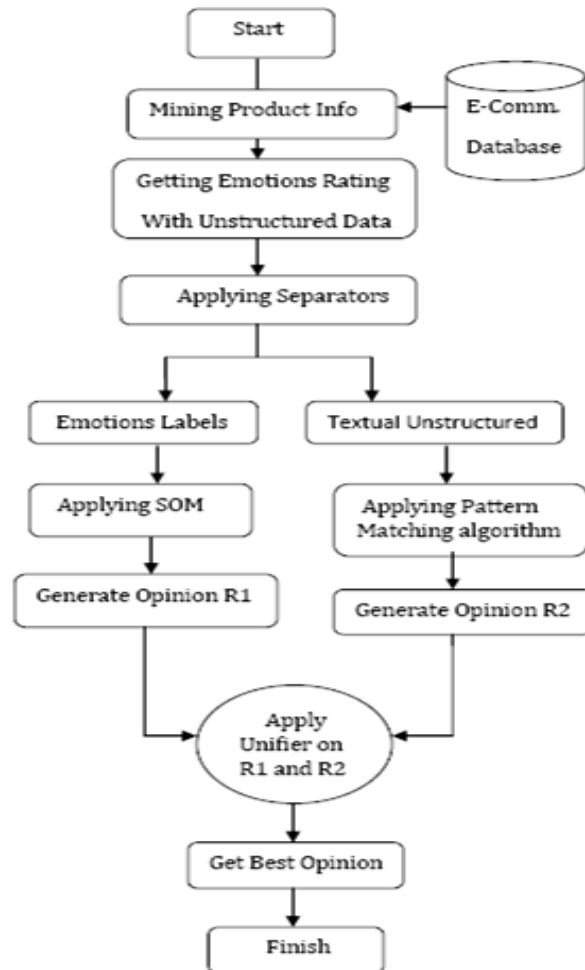 Start
Mining Product Info
E-Comm.
Database
Getting Emotions Rating
With Unstructured Data
Applying Separators
Emotions Labels
Textual Unstructured
Applying SOM
Applying Pattern
Matching algorithm
Generate Opinion R1
Generate Opinion R2
Apply
Unifier on
R1 and R2
Get Best Opinion
Finish